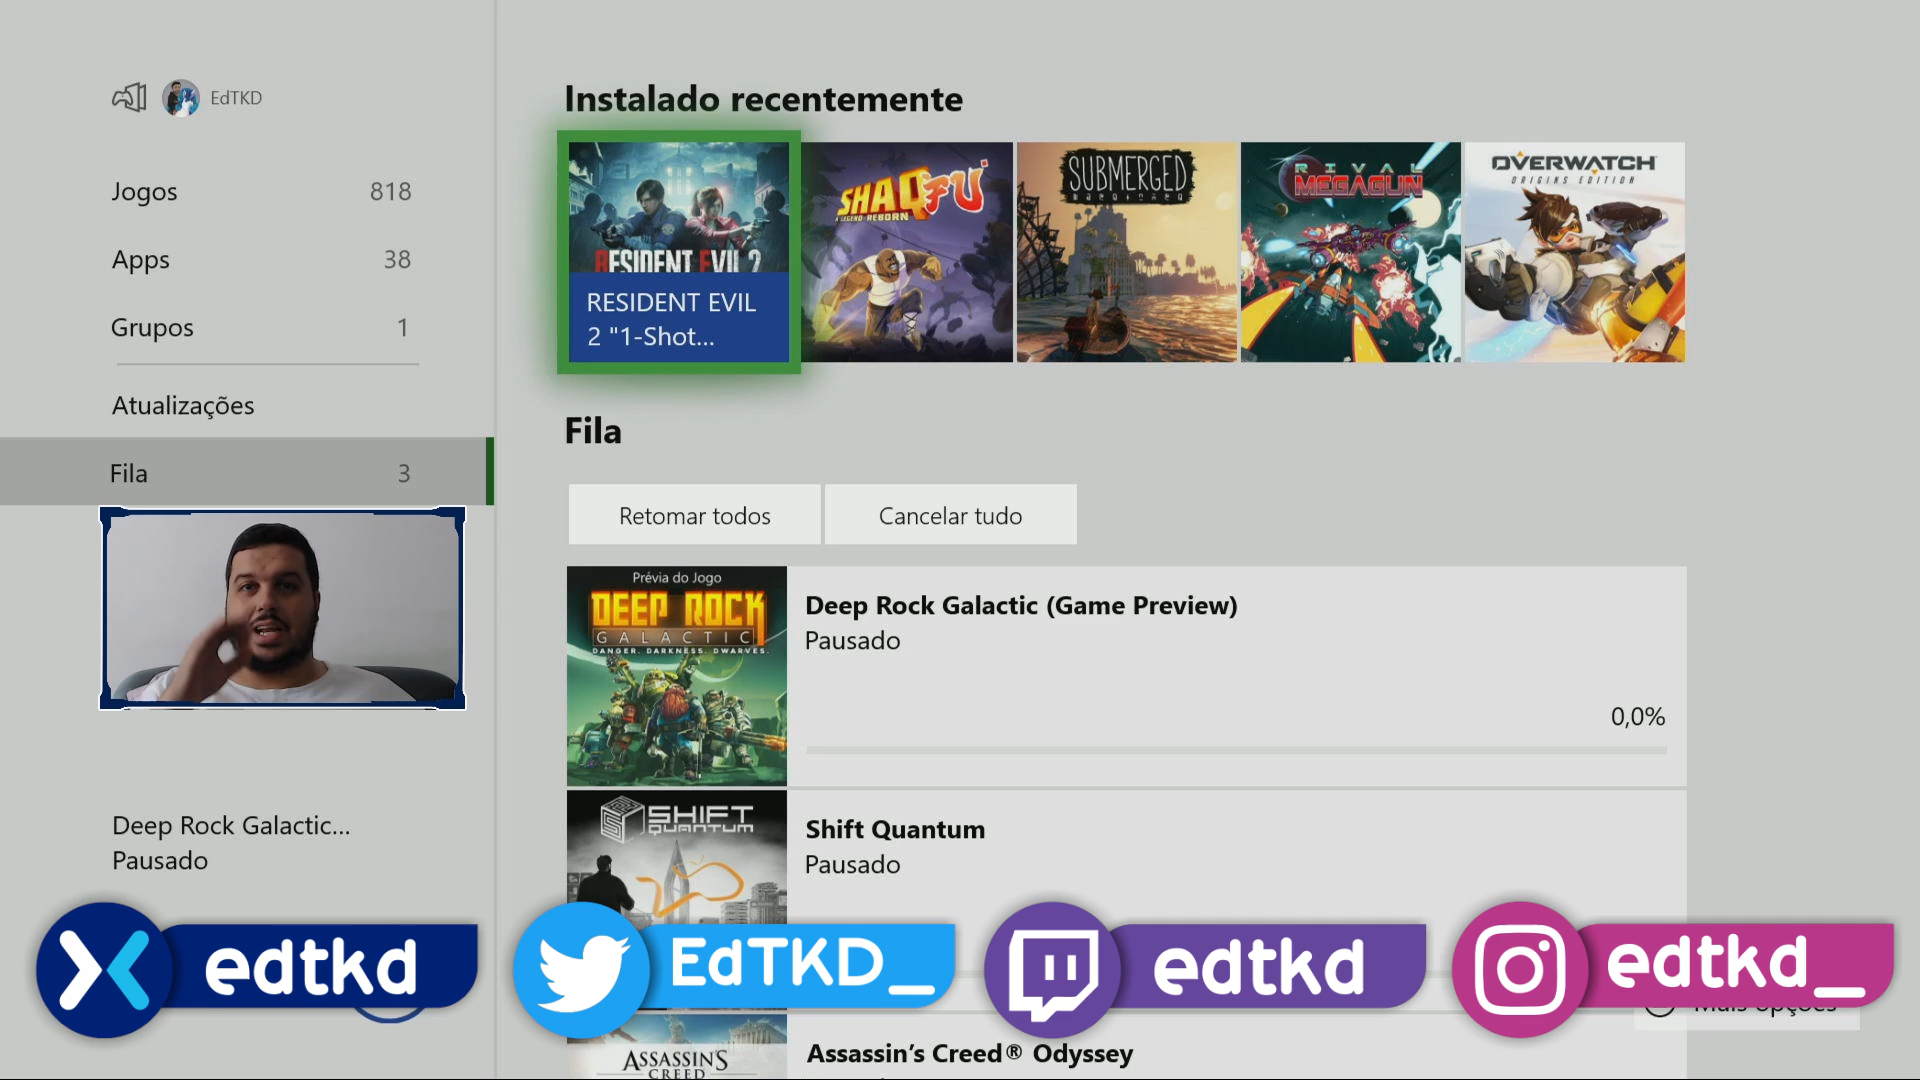 EdTKD
Jogos 818
Apps 38
Grupos 1
Atualizações
Fila 3
Deep Rock Galactic...
Pausado
Instalado recentemente
RESIDENT EVIL 2
RESIDENT EVIL
2 "1-Shot...
SHAQ FU
A LEGEND REBORN
SUBMERGED
RIVAL
MEGAGUN
OVERWATCH
ORIGINS EDITION
Fila
Retomar todos
Cancelar tudo
Prévia do Jogo
DEEP ROCK
GALACTIC
DANGER. DARKNESS. DWARVES.
Deep Rock Galactic (Game Preview)
Pausado
0,0%
SHIFT
QUANTUM
Shift Quantum
Pausado
edtkd
EdTKD_
edtkd
edtkd_
Mais opções
ASSASSIN'S
CREED
Assassin's Creed® Odyssey